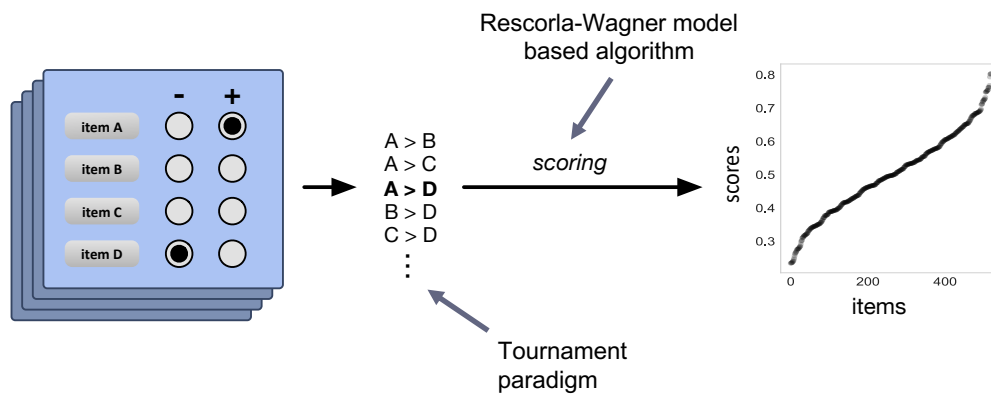 Rescorla-Wagner model
based algorithm
- +
item A
item B
item C
item D
A > B
A > C
A > D
B > D
C > D
⋮
scoring
Tournament
paradigm
scores
0.8
0.7
0.6
0.5
0.4
0.3
0 200 400
items